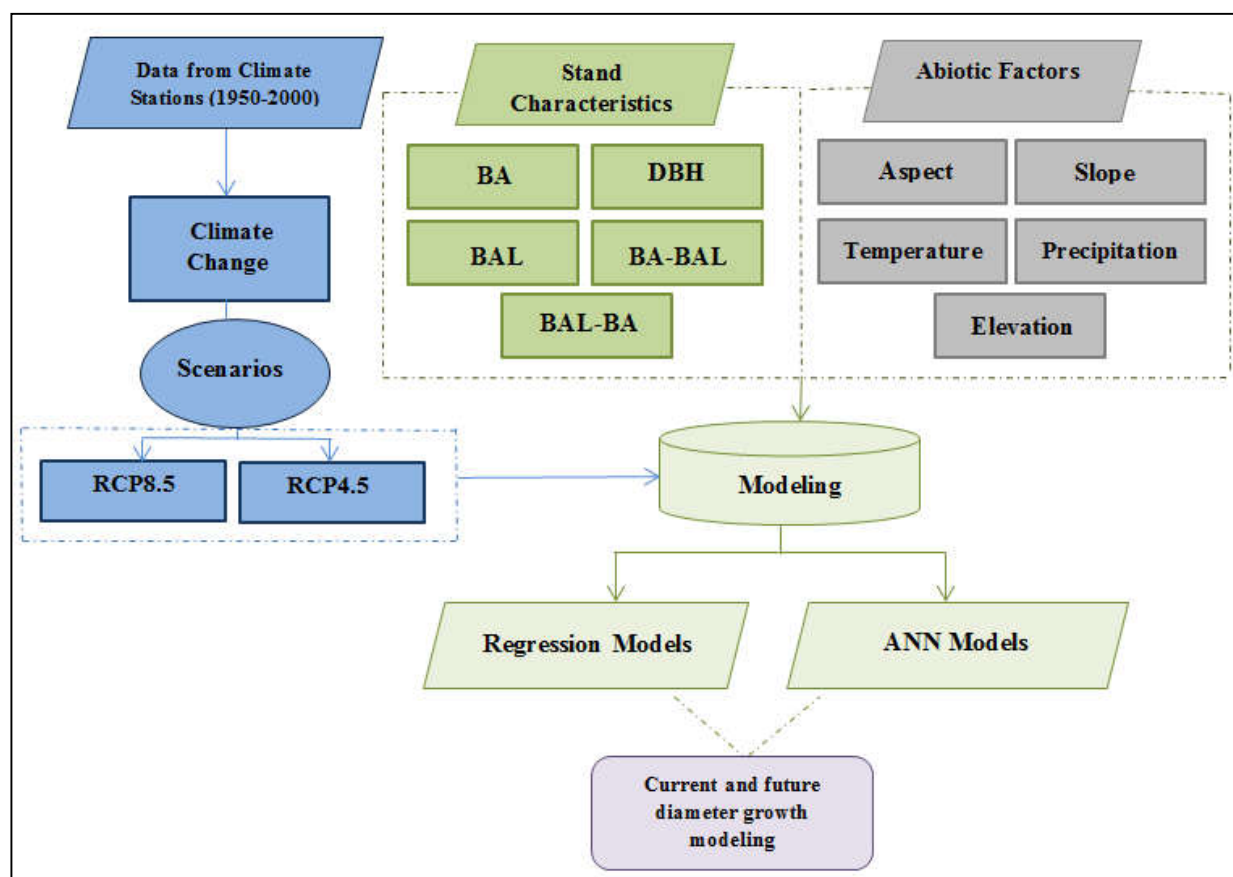 Data from Climate
Stations (1950-2000)
Climate
Change
Scenarios
RCP8.5
RCP4.5
Stand
Characteristics
BA
DBH
BAL
BA-BAL
BAL-BA
Abiotic Factors
Aspect
Slope
Temperature
Precipitation
Elevation
Modeling
Regression Models
ANN Models
Current and future
diameter growth
modeling